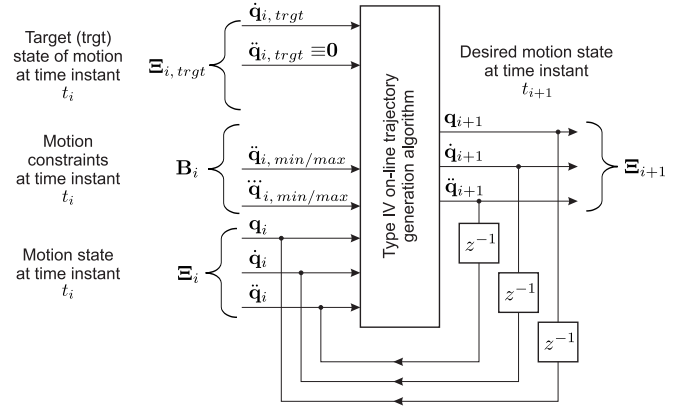 Target (trgt)
state of motion
at time instant
t_i
Ξ_{i, trgt}
q̇_{i, trgt}
q̈_{i, trgt} ≡ 0
Motion
constraints
at time instant
t_i
B_i
q̈_{i, min/max}
q⃛_{i, min/max}
Motion state
at time instant
t_i
Ξ_i
q_i
q̇_i
q̈_i
Type IV on-line trajectory
generation algorithm
Desired motion state
at time instant
t_{i+1}
q_{i+1}
q̇_{i+1}
q̈_{i+1}
Ξ_{i+1}
z^{-1}
z^{-1}
z^{-1}